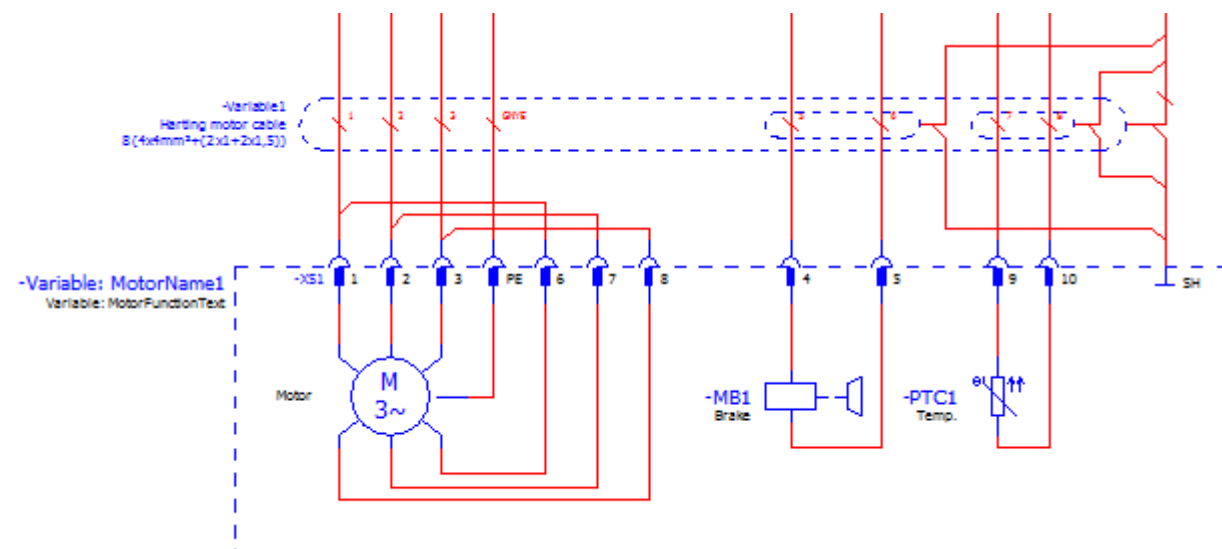 -Variable1
Harting motor cable
8(4x4mm²+(2x1+2x1,5))
1 2 3 GNYE 5 6 7 8
-Variable: MotorName1
Variable: MotorFunctionText
-XS1 1 2 3 PE 6 7 8 4 5 9 10 SH
Motor
M
3~
-MB1
Brake
-PTC1
Temp.
θ